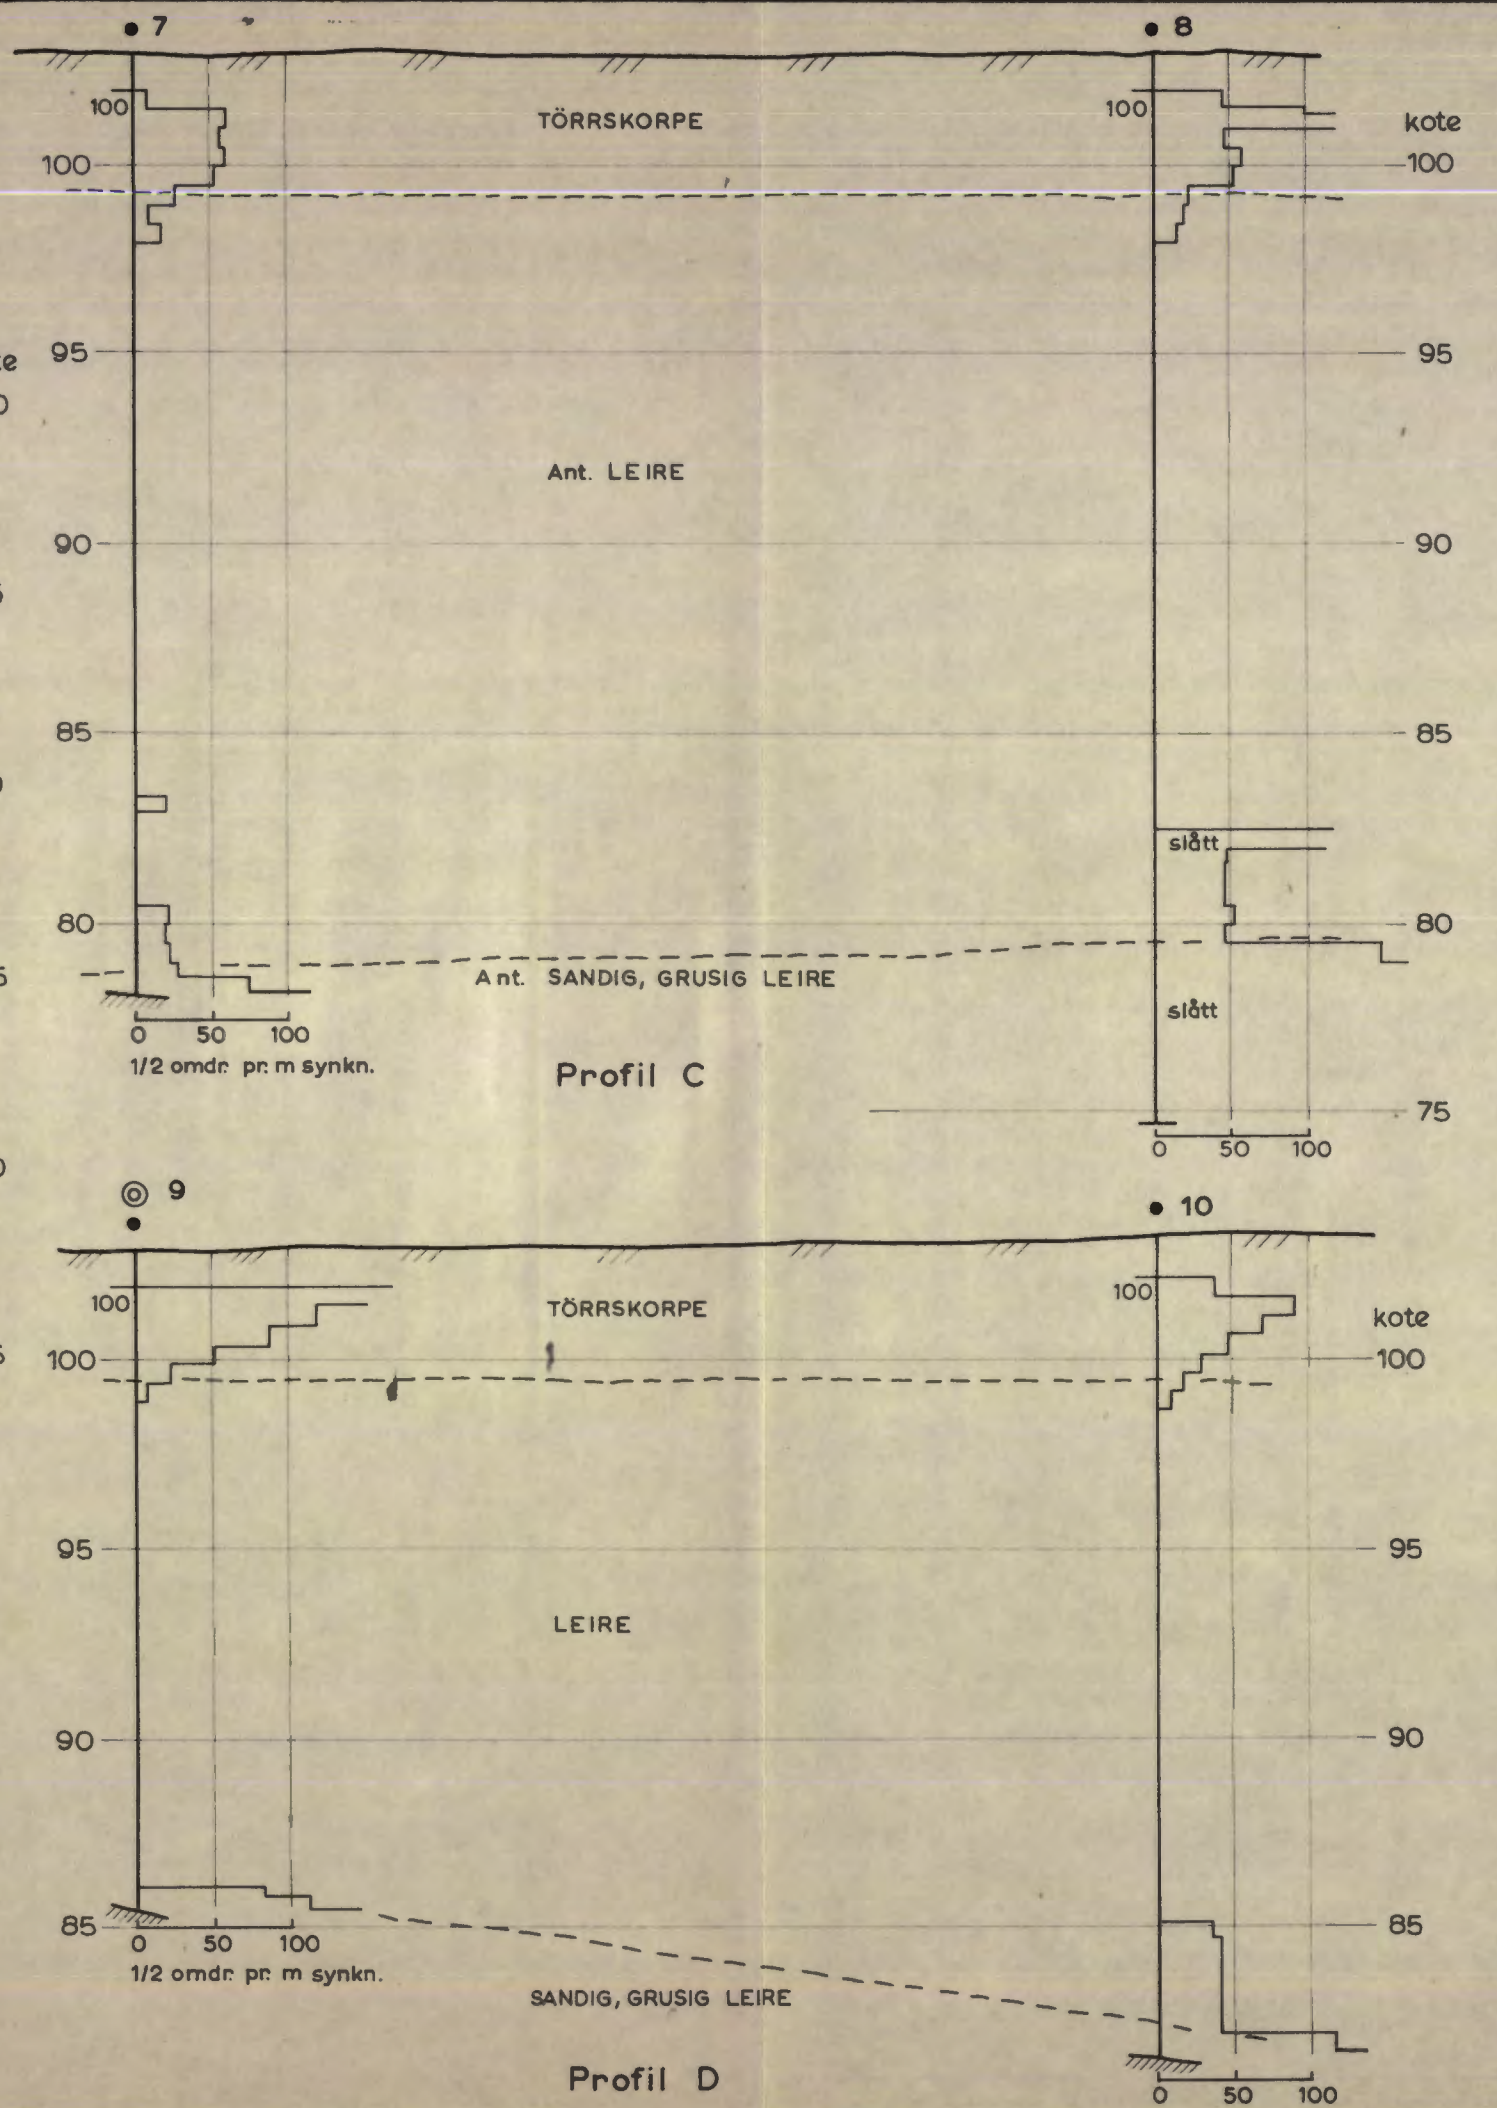 7
8
100
TÖRRSKORPE
100
kote
100
100
95
95
Ant. LEIRE
90
90
85
85
slått
80
80
Ant. SANDIG, GRUSIG LEIRE
slått
0 50 100
1/2 omdr. pr. m synkn.
Profil C
75
0 50 100
9
10
100
TÖRRSKORPE
100
kote
100
100
95
95
LEIRE
90
90
85
85
0 50 100
1/2 omdr. pr. m synkn.
SANDIG, GRUSIG LEIRE
Profil D
0 50 100